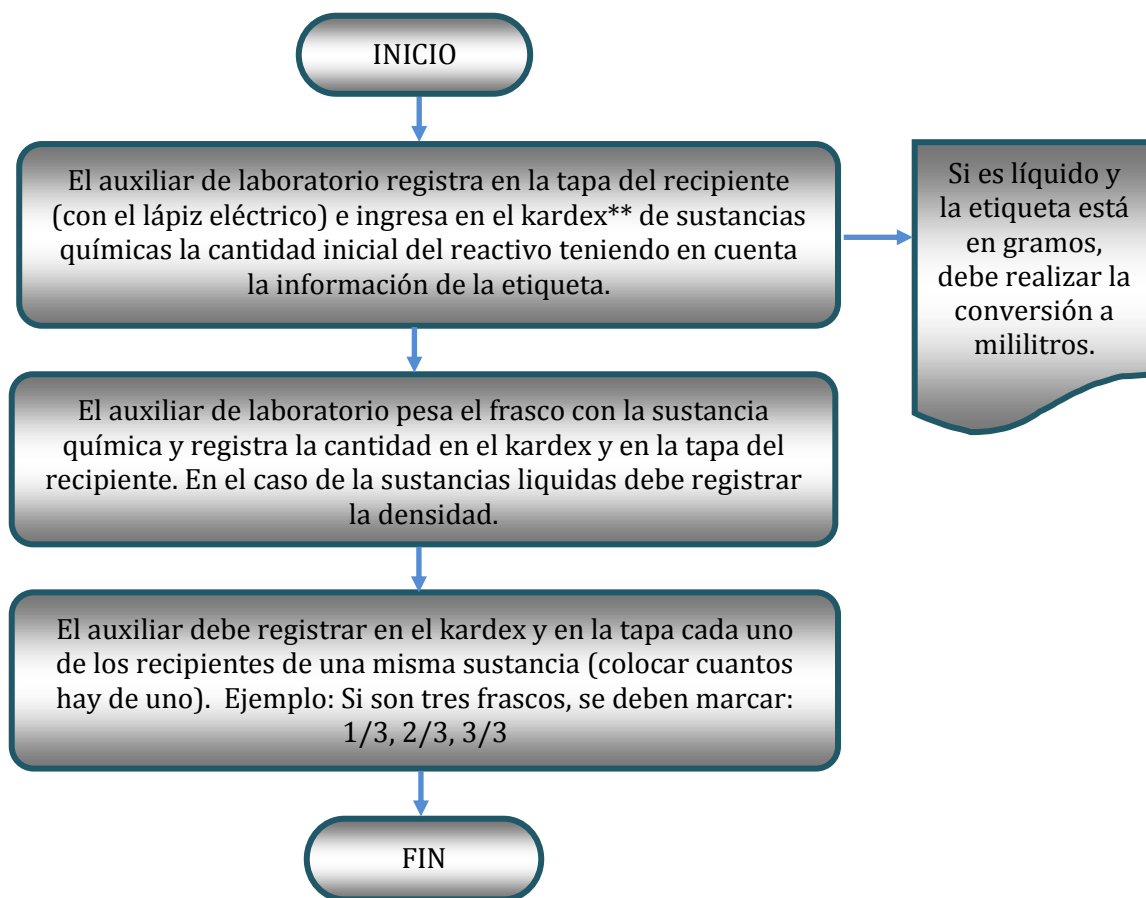 INICIO
El auxiliar de laboratorio registra en la tapa del recipiente
(con el lápiz eléctrico) e ingresa en el kardex** de sustancias
químicas la cantidad inicial del reactivo teniendo en cuenta
la información de la etiqueta.
Si es líquido y
la etiqueta está
en gramos,
debe realizar la
conversión a
mililitros.
El auxiliar de laboratorio pesa el frasco con la sustancia
química y registra la cantidad en el kardex y en la tapa del
recipiente. En el caso de la sustancias liquidas debe registrar
la densidad.
El auxiliar debe registrar en el kardex y en la tapa cada uno
de los recipientes de una misma sustancia (colocar cuantos
hay de uno).  Ejemplo: Si son tres frascos, se deben marcar:
1/3, 2/3, 3/3
FIN